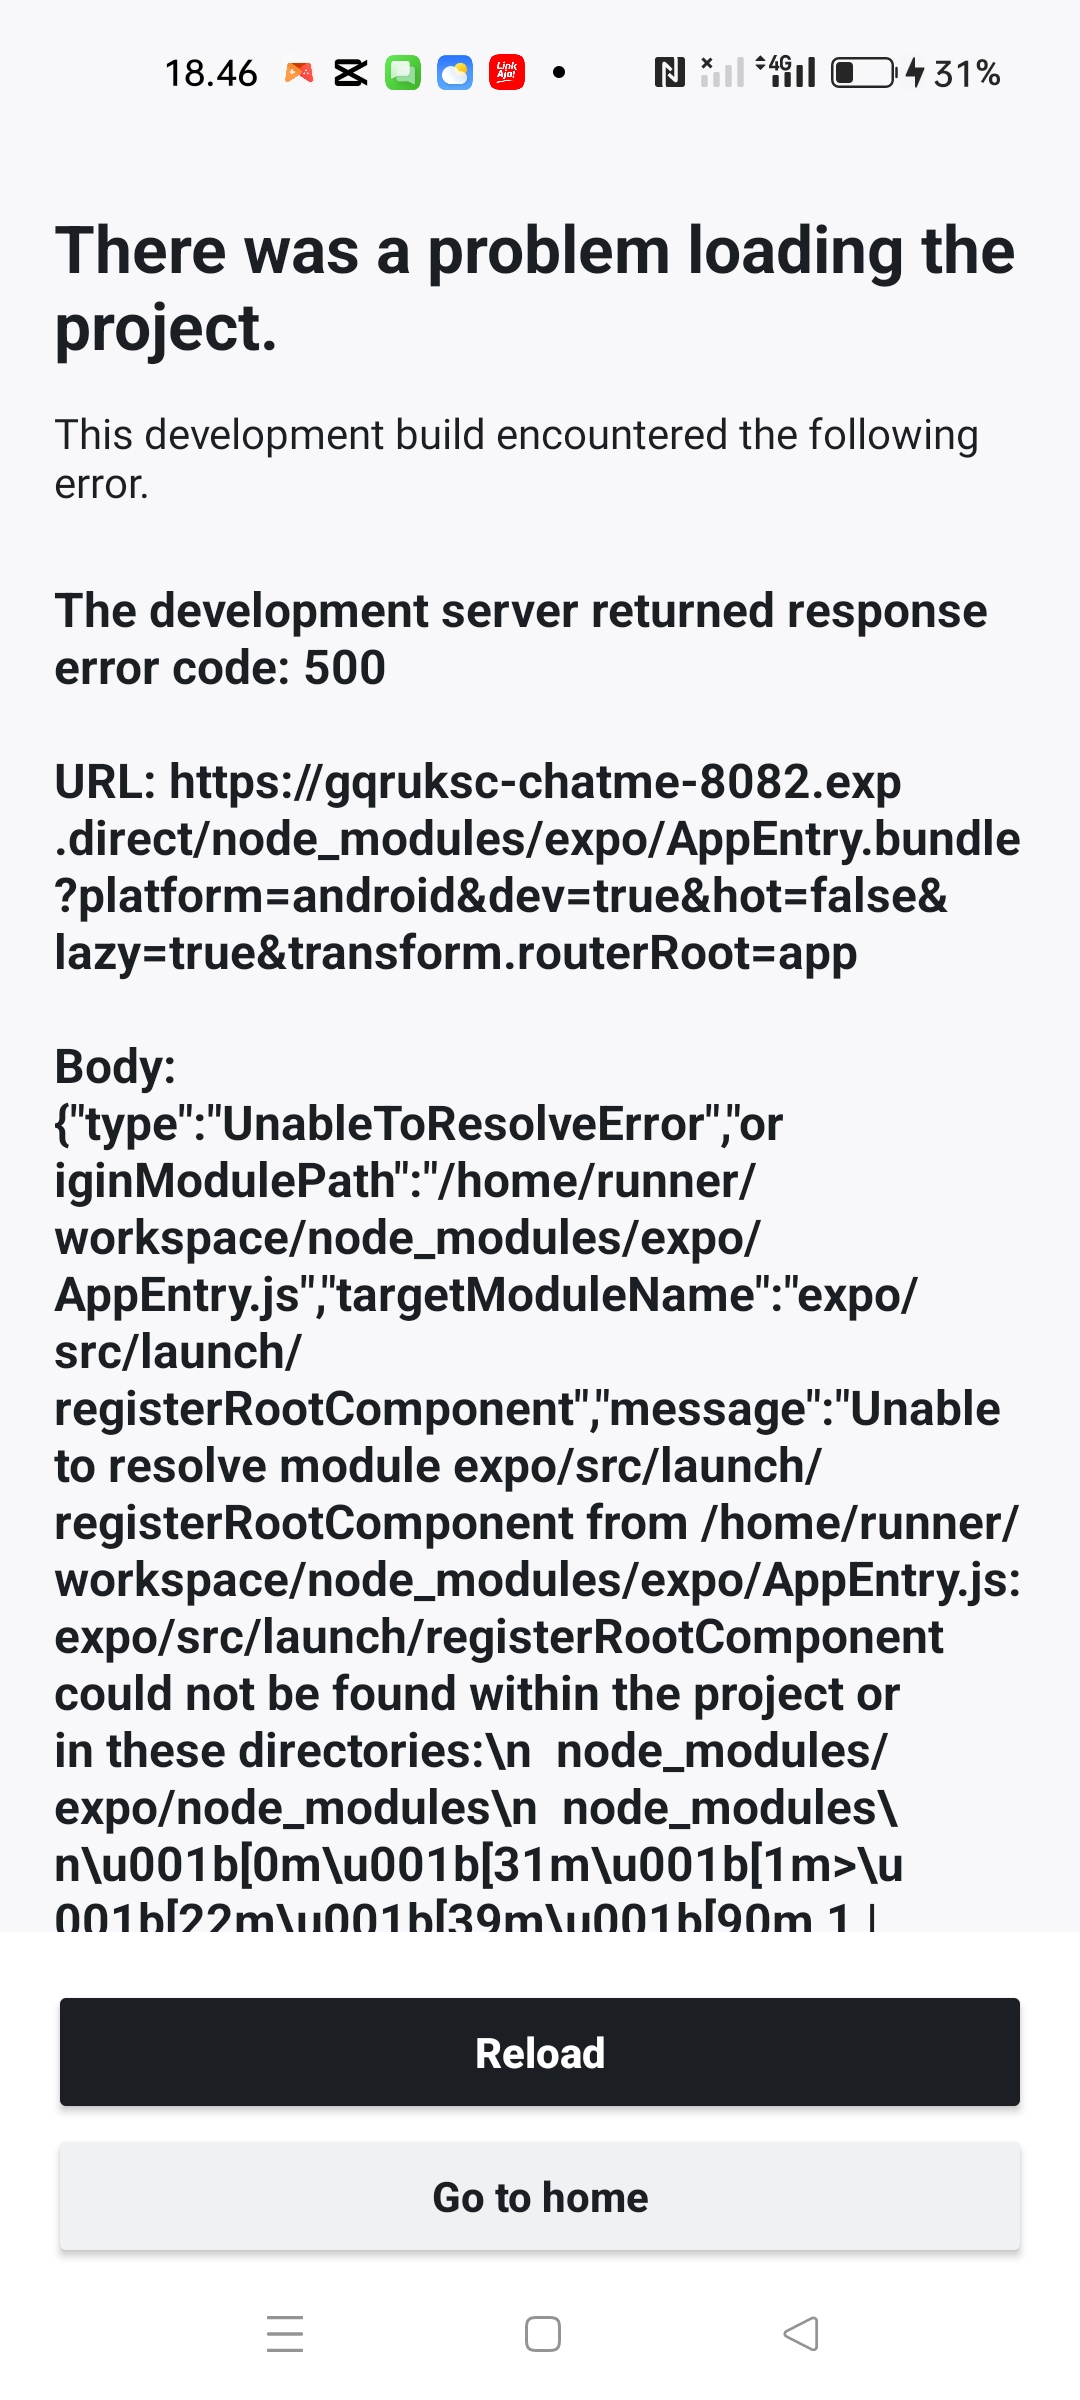 18.46
Link
Aja!
4G
31%
There was a problem loading the
project.
This development build encountered the following
error.
The development server returned response
error code: 500
URL: https://gqruksc-chatme-8082.exp
.direct/node_modules/expo/AppEntry.bundle
?platform=android&dev=true&hot=false&
lazy=true&transform.routerRoot=app
Body:
{"type":"UnableToResolveError","or
iginModulePath":"/home/runner/
workspace/node_modules/expo/
AppEntry.js","targetModuleName":"expo/
src/launch/
registerRootComponent","message":"Unable
to resolve module expo/src/launch/
registerRootComponent from /home/runner/
workspace/node_modules/expo/AppEntry.js:
expo/src/launch/registerRootComponent
could not be found within the project or
in these directories:\n  node_modules/
expo/node_modules\n  node_modules\
n\u001b[0m\u001b[31m\u001b[1m>\u
001b[22m\u001b[39m\u001b[90m 1 |
Reload
Go to home